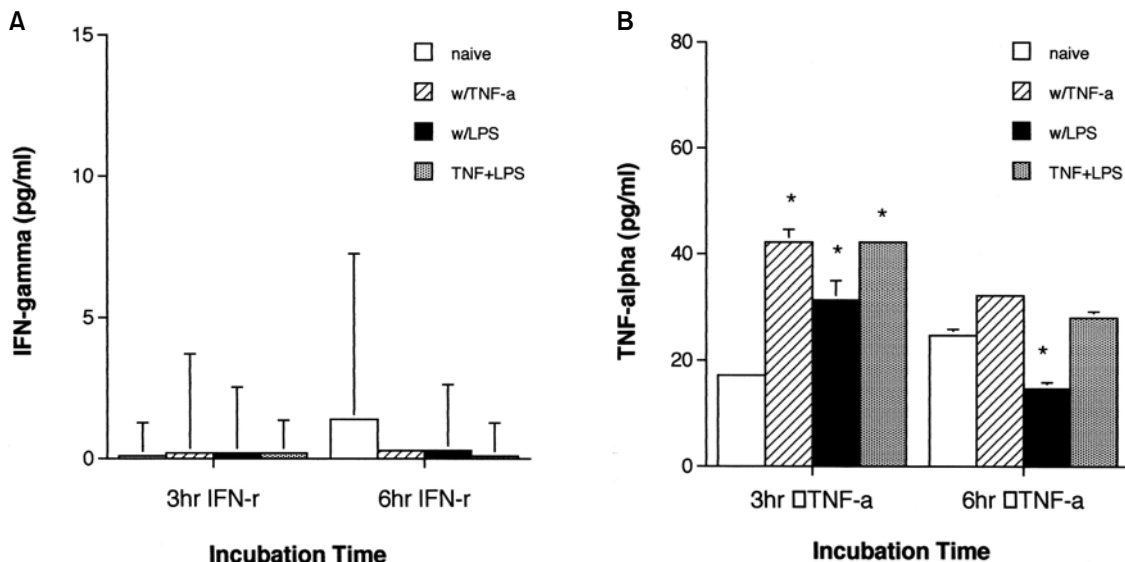 A
15
10
5
0
IFN-gamma (pg/ml)
naive
w/TNF-a
w/LPS
TNF+LPS
3hr IFN-r
6hr IFN-r
Incubation Time
B
80
60
40
20
0
TNF-alpha (pg/ml)
naive
w/TNF-a
w/LPS
TNF+LPS
*
*
*
*
3hr □TNF-a
6hr □TNF-a
Incubation Time